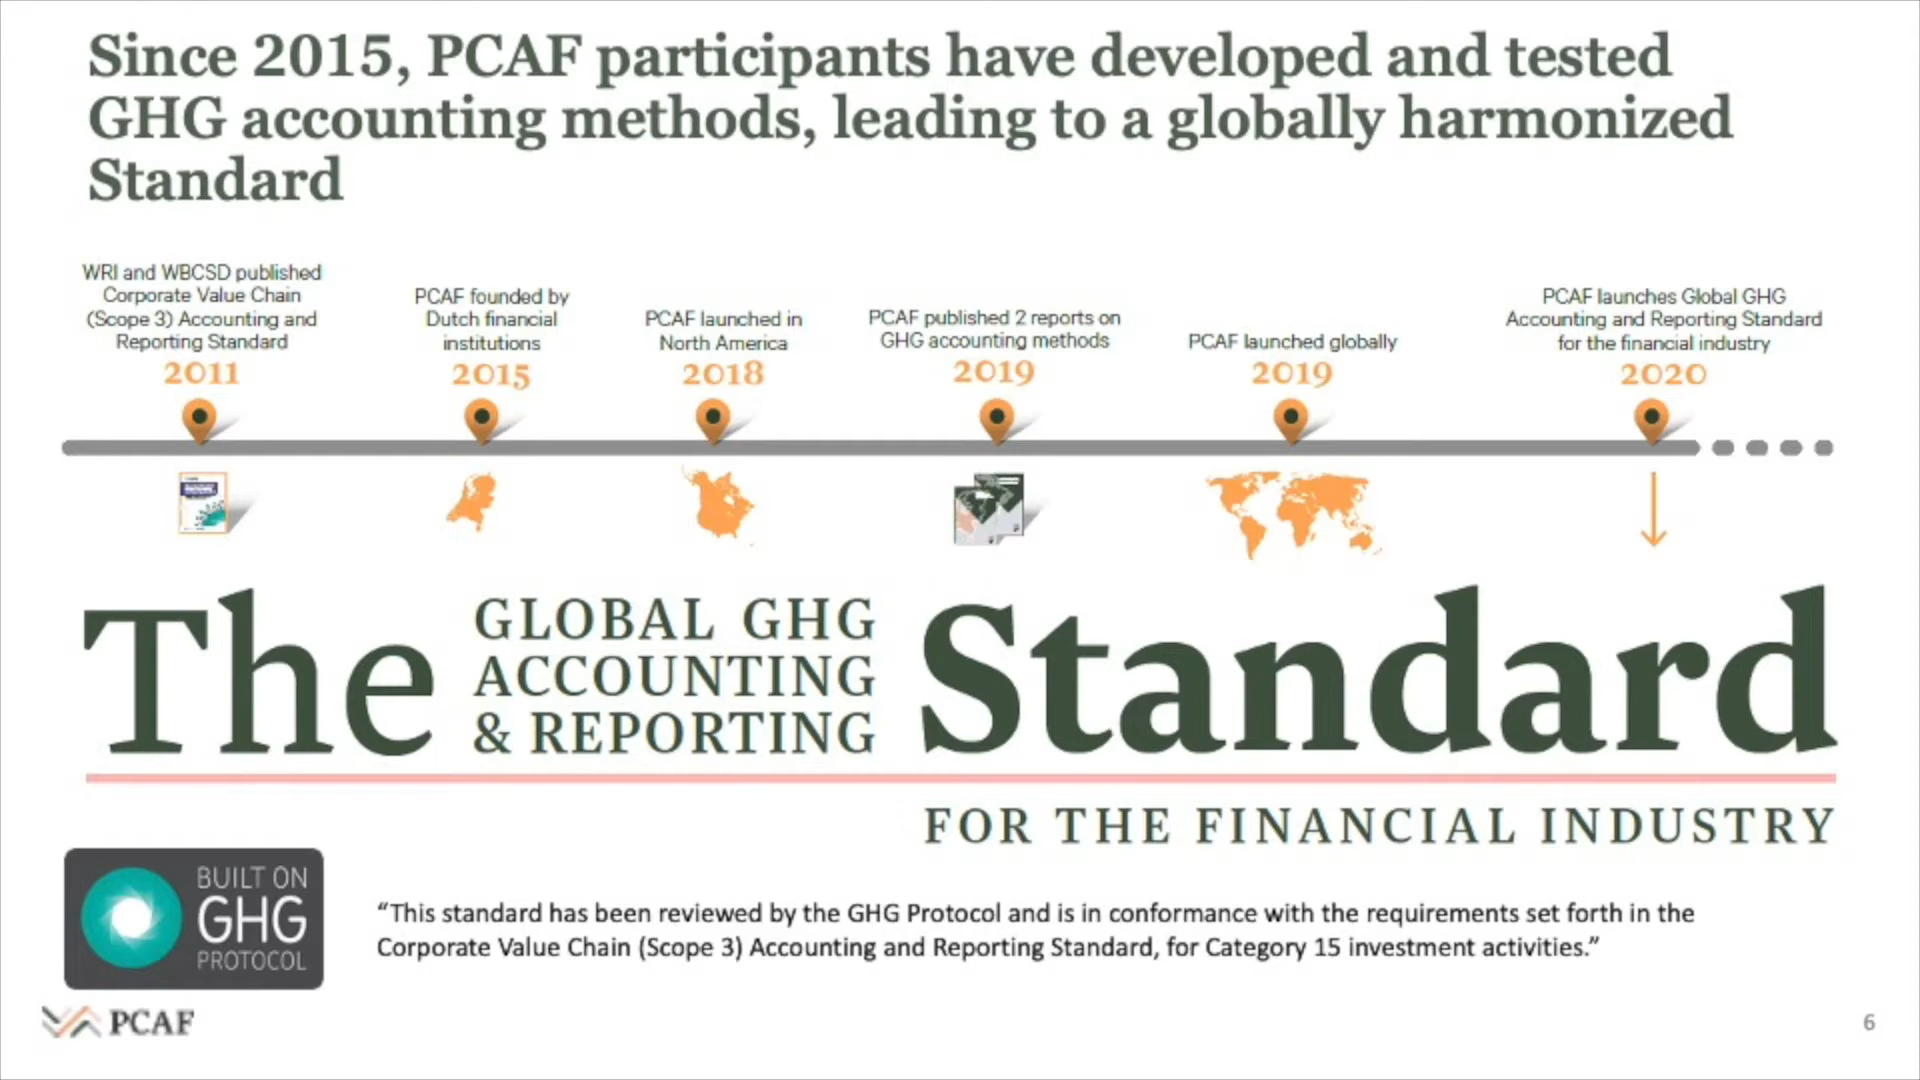 Since 2015, PCAF participants have developed and tested
GHG accounting methods, leading to a globally harmonized
Standard
WRI and WBCSD published
Corporate Value Chain
(Scope 3) Accounting and
Reporting Standard
2011
PCAF founded by
Dutch financial
institutions
2015
PCAF launched in
North America
2018
PCAF published 2 reports on
GHG accounting methods
2019
PCAF launched globally
2019
PCAF launches Global GHG
Accounting and Reporting Standard
for the financial industry
2020
The GLOBAL GHG
ACCOUNTING
& REPORTING
Standard
FOR THE FINANCIAL INDUSTRY
BUILT ON
GHG
PROTOCOL
“This standard has been reviewed by the GHG Protocol and is in conformance with the requirements set forth in the
Corporate Value Chain (Scope 3) Accounting and Reporting Standard, for Category 15 investment activities.”
PCAF
6